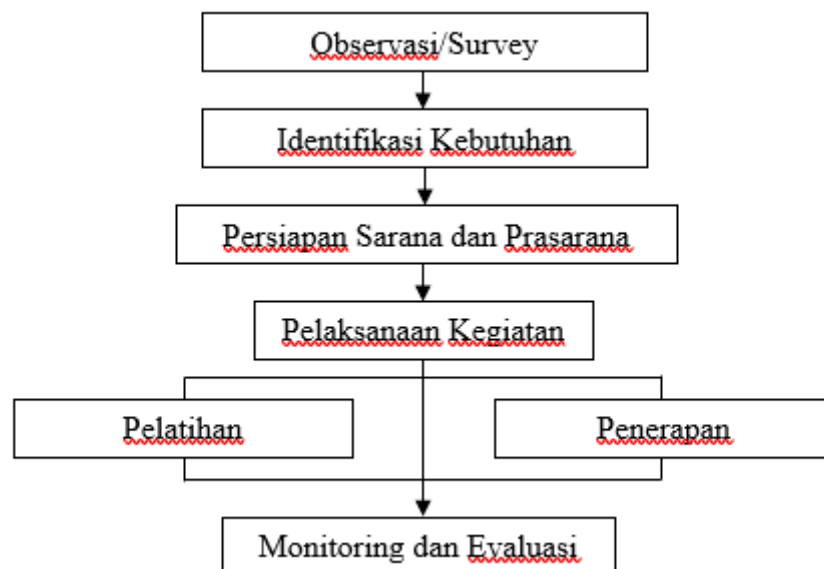 Observasi/Survey
Identifikasi Kebutuhan
Persiapan Sarana dan Prasarana
Pelaksanaan Kegiatan
Pelatihan
Penerapan
Monitoring dan Evaluasi